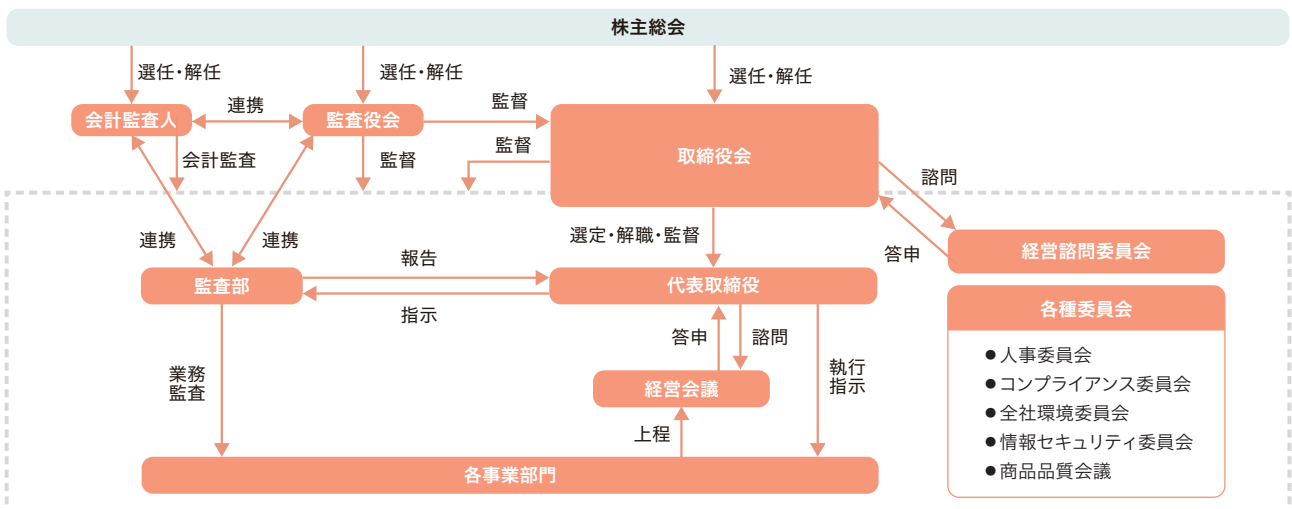 株主総会
選任・解任
選任・解任
選任・解任
会計監査人
連携
監査役会
監督
取締役会
会計監査
監督
監督
諮問
連携
連携
選定・解職・監督
答申
経営諮問委員会
監査部
報告
指示
代表取締役
各種委員会
人事委員会
コンプライアンス委員会
全社環境委員会
情報セキュリティ委員会
商品品質会議
業務
監査
答申
諮問
執行
指示
経営会議
上程
各事業部門